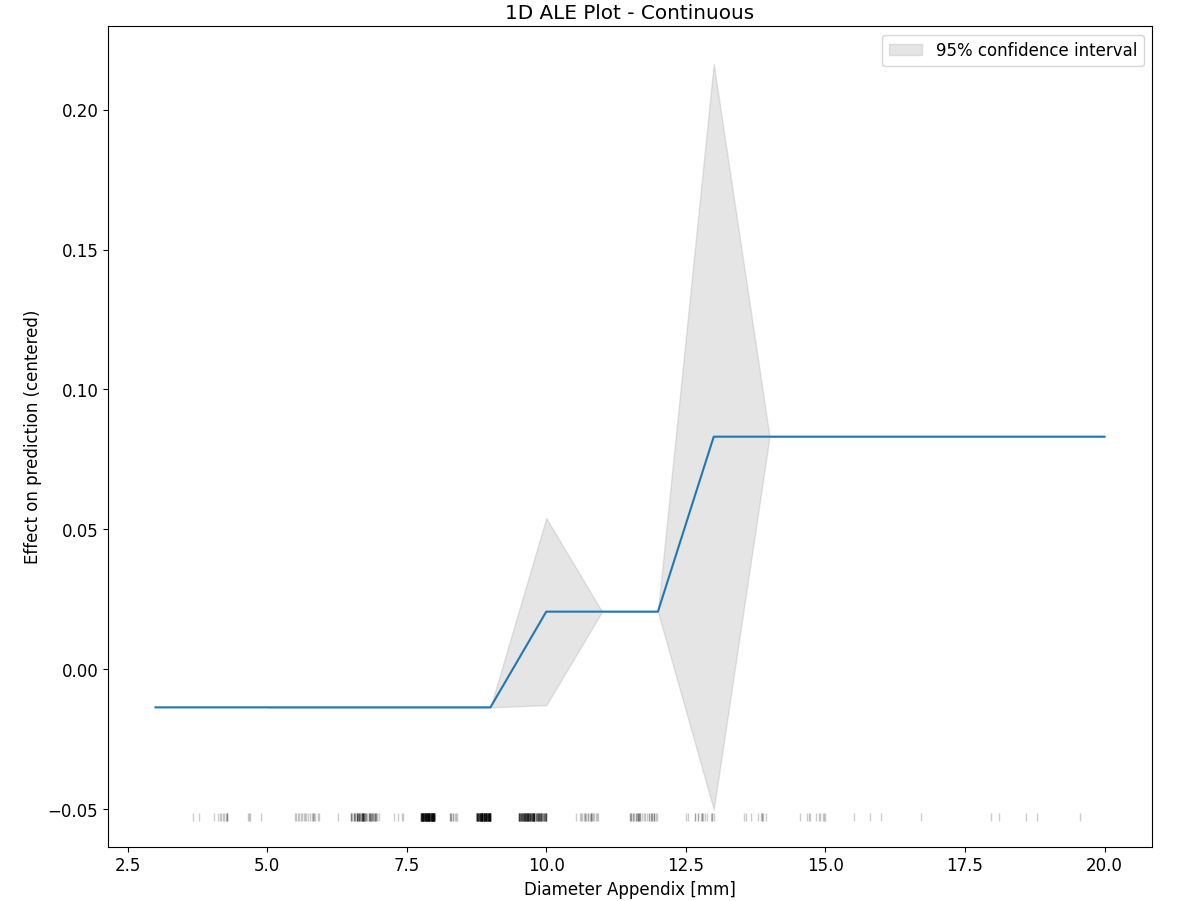 1D ALE Plot - Continuous
95% confidence interval
0.20
0.15
0.10
0.05
0.00
−0.05
Effect on prediction (centered)
2.5 5.0 7.5 10.0 12.5 15.0 17.5 20.0
Diameter Appendix [mm]